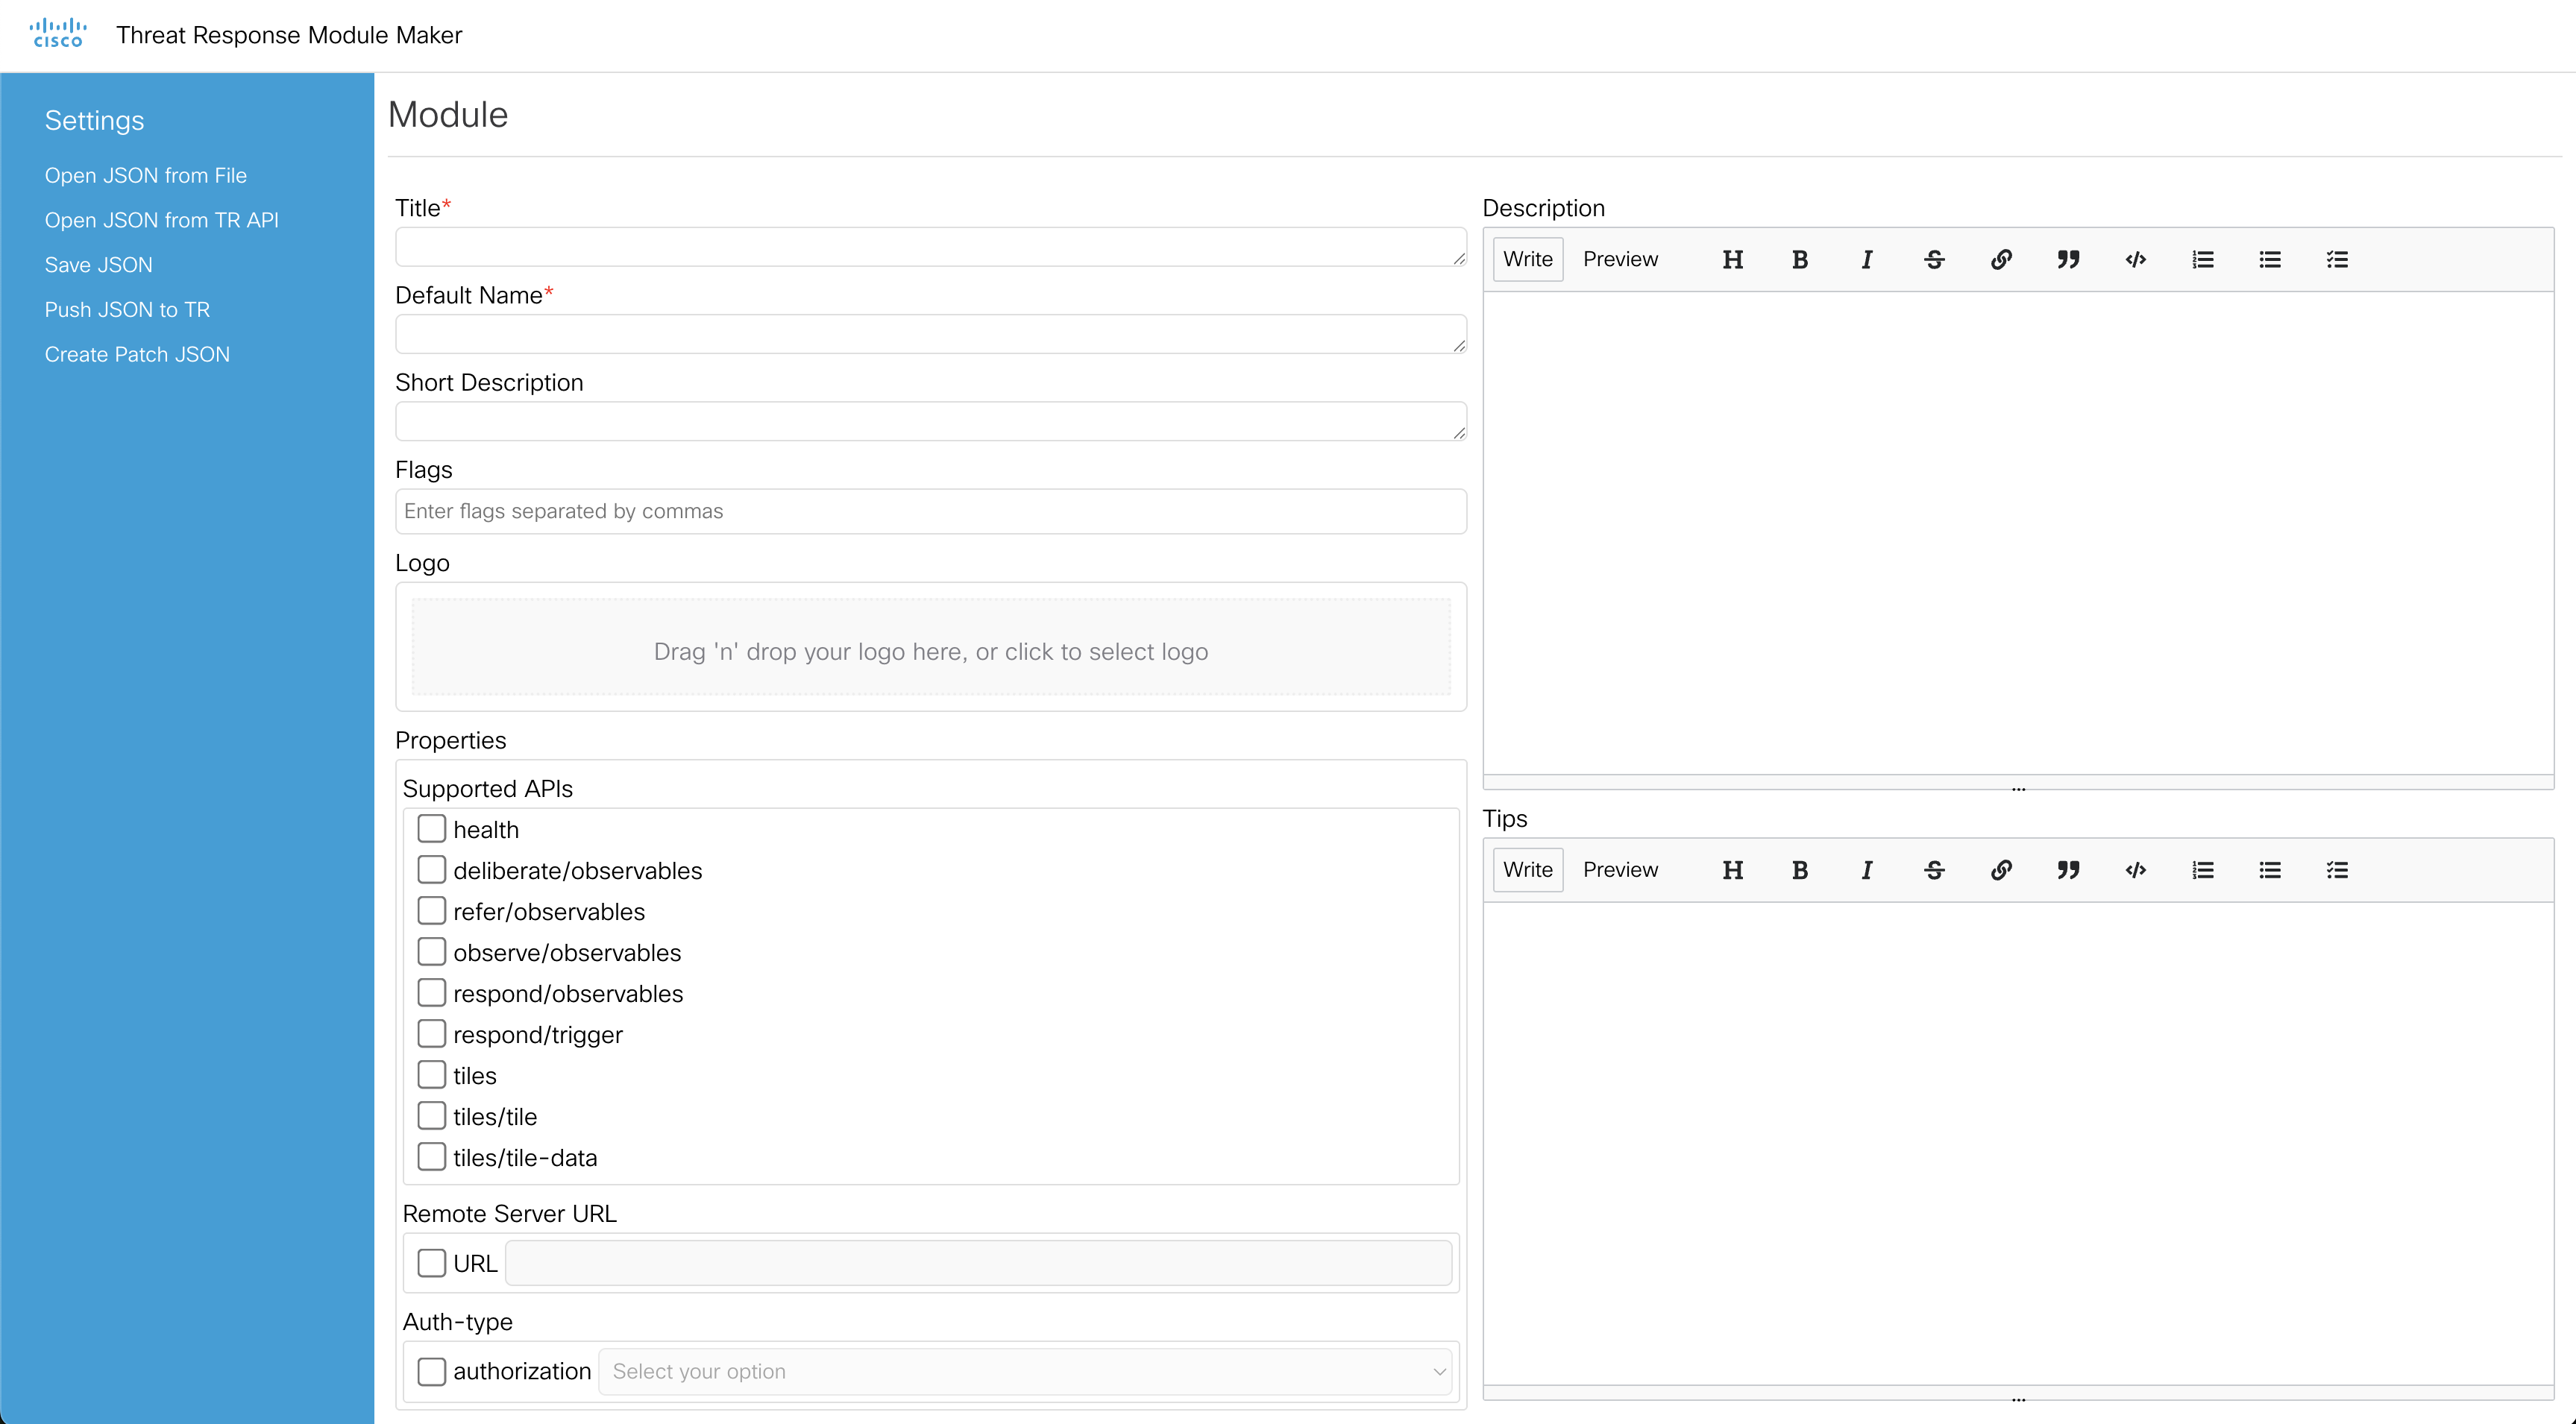 cisco
Threat Response Module Maker
Settings
Open JSON from File
Open JSON from TR API
Save JSON
Push JSON to TR
Create Patch JSON
Module
Title*
Default Name*
Short Description
Flags
Enter flags separated by commas
Logo
Drag 'n' drop your logo here, or click to select logo
Properties
Supported APIs
health
deliberate/observables
refer/observables
observe/observables
respond/observables
respond/trigger
tiles
tiles/tile
tiles/tile-data
Remote Server URL
URL
Auth-type
authorization Select your option
Description
Write Preview H B I S
Tips
Write Preview H B I S